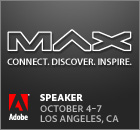 MAX
CONNECT. DISCOVER. INSPIRE.
Adobe
SPEAKER
OCTOBER 4–7
LOS ANGELES, CA